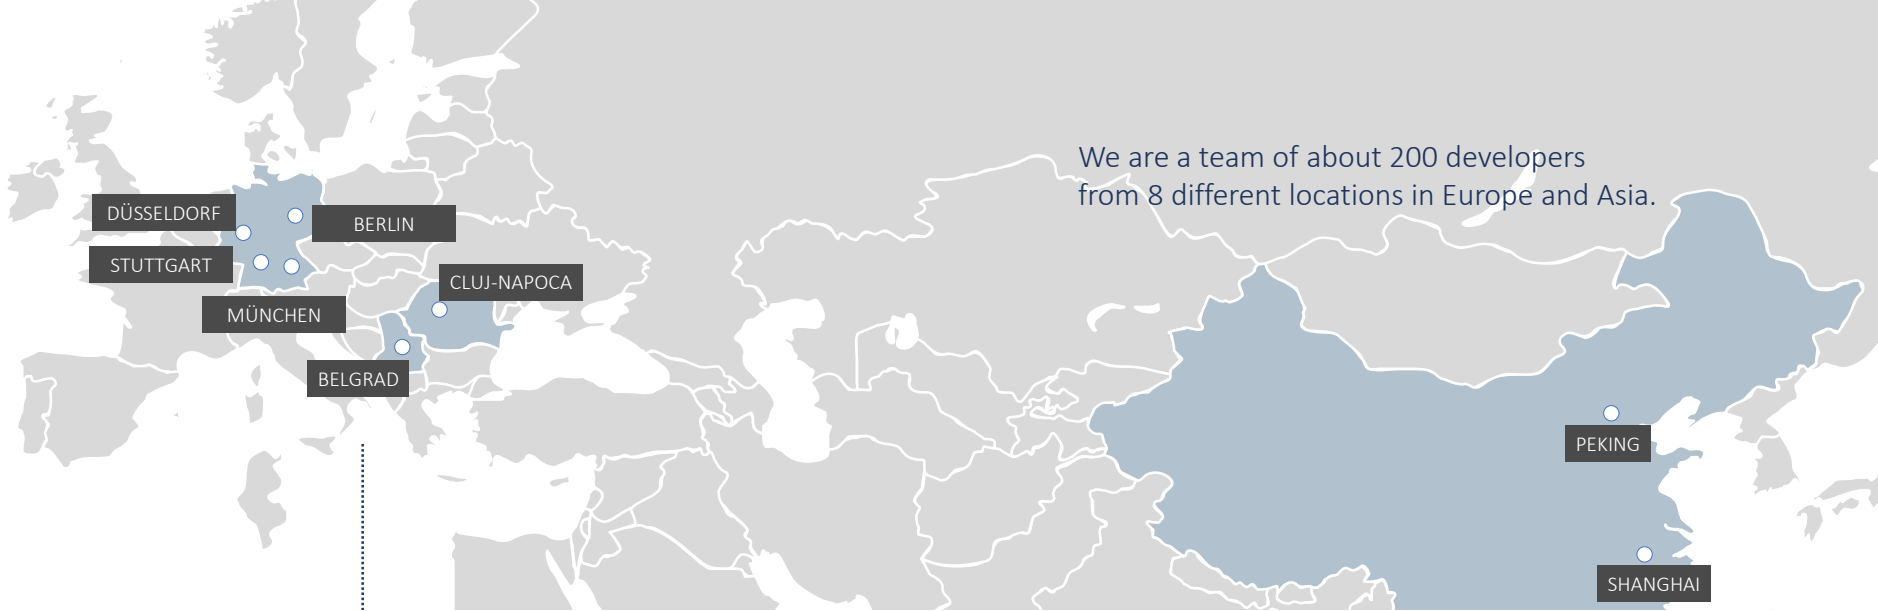 We are a team of about 200 developers
from 8 different locations in Europe and Asia.
DÜSSELDORF
BERLIN
STUTTGART
CLUJ-NAPOCA
MÜNCHEN
BELGRAD
PEKING
SHANGHAI